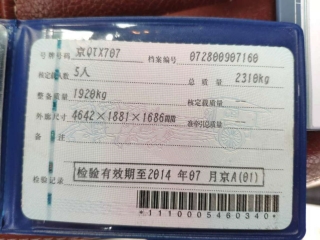 号牌号码 京QTX707 档案编号 072800907160
核定载人数 5人 总质量 2310kg
整备质量 1920kg 核定载质量
外廓尺寸 4642×1881×1686mm 准牵引总质量
备注
检验记录 检验有效期至2014年07月京A(01)
*1110005460340*